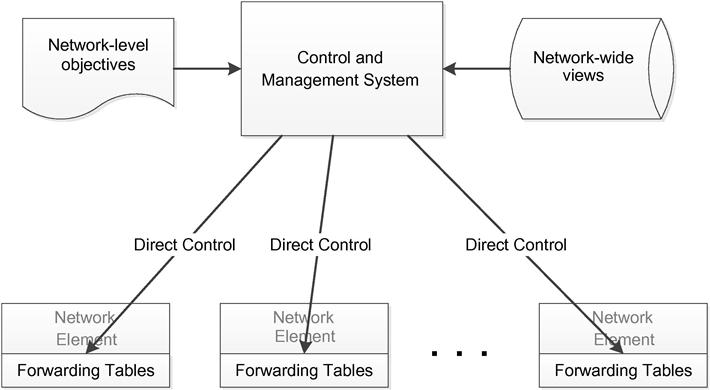 Network-level
objectives
Control and
Management System
Network-wide
views
Direct Control
Direct Control
Direct Control
Network
Element
Forwarding Tables
Network
Element
Forwarding Tables
. . .
Network
Element
Forwarding Tables